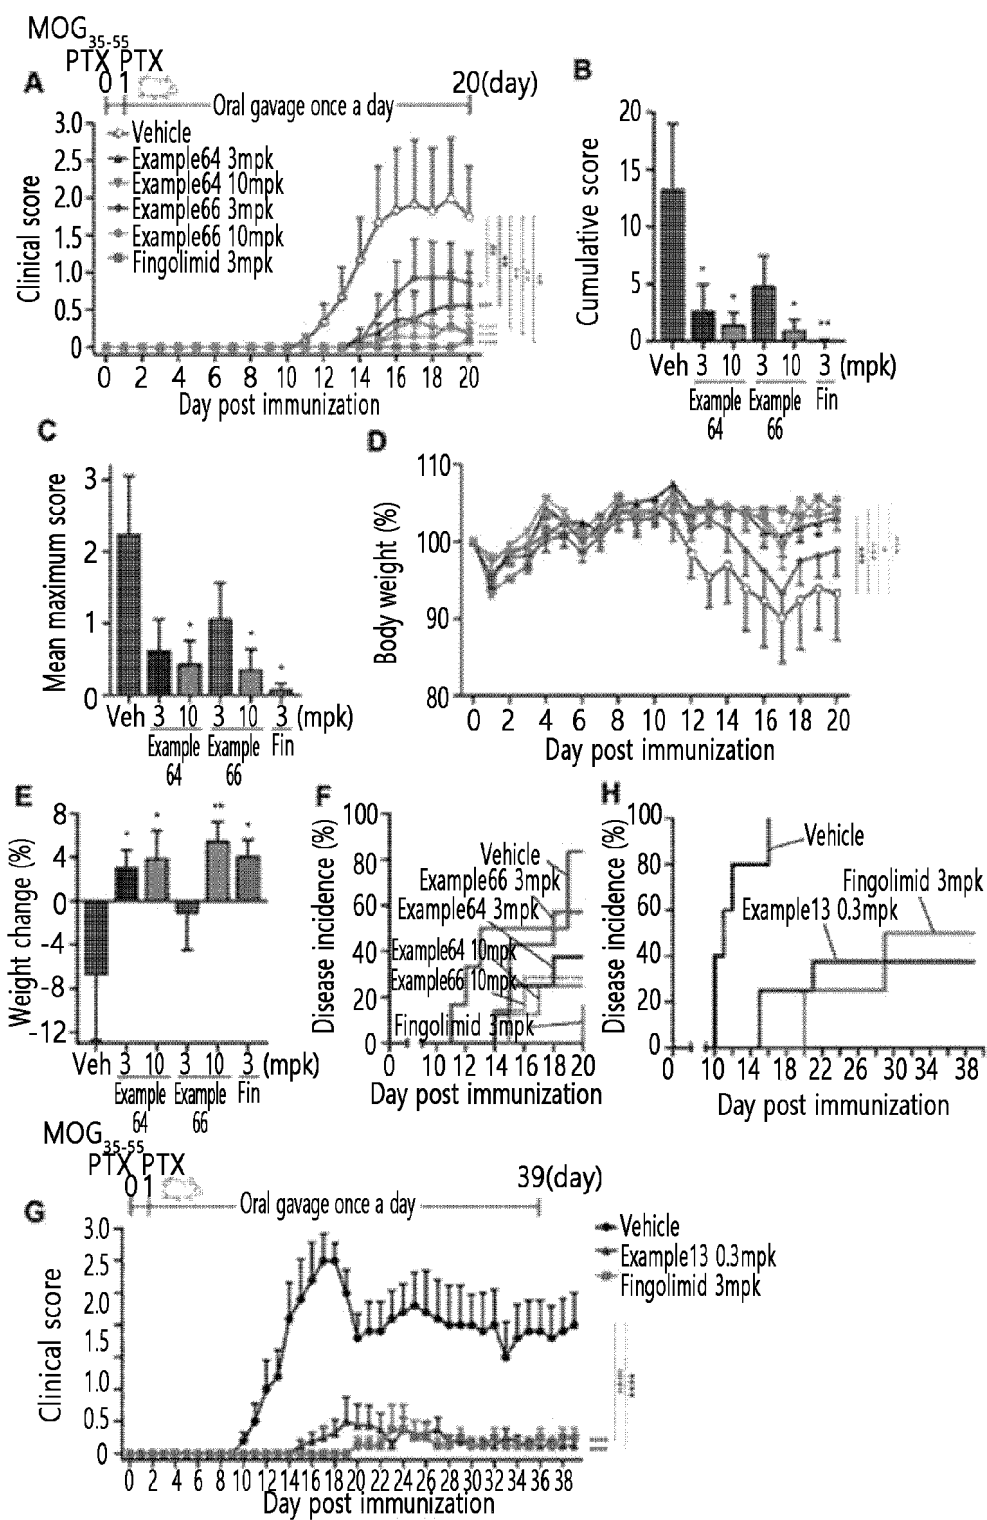 MOG35-55
PTX PTX
A 0 1 20(day)
Oral gavage once a day
Clinical score
3.0
2.5
2.0
1.5
1.0
0.5
0
Vehicle
Example64 3mpk
Example64 10mpk
Example66 3mpk
Example66 10mpk
Fingolimid 3mpk
0 2 4 6 8 10 12 14 16 18 20
Day post immunization
B
Cumulative score
20
15
10
5
0
* * * **
Veh 3 10 3 10 3 (mpk)
Example Example Fin
64 66
C
Mean maximum score
3
2
1
0
* * *
Veh 3 10 3 10 3 (mpk)
Example Example Fin
64 66
D
Body weight (%)
110
100
90
80
0 2 4 6 8 10 12 14 16 18 20
Day post immunization
E
Weight change (%)
8
4
0
-4
-8
-12
* * ** *
Veh 3 10 3 10 3 (mpk)
Example Example Fin
64 66
F
Disease incidence (%)
100
80
60
40
20
0
Vehicle
Example66 3mpk
Example64 3mpk
Example64 10mpk
Example66 10mpk
Fingolimid 3mpk
0 10 12 14 16 18 20
Day post immunization
H
Disease incidence (%)
100
80
60
40
20
0
Vehicle
Fingolimid 3mpk
Example13 0.3mpk
0 10 14 18 22 26 30 34 38
Day post immunization
MOG35-55
PTX PTX
0 1 39(day)
G Oral gavage once a day
Clinical score
3.0
2.5
2.0
1.5
1.0
0.5
0
Vehicle
Example13 0.3mpk
Fingolimid 3mpk
0 2 4 6 8 10 12 14 16 18 20 22 24 26 28 30 32 34 36 38
Day post immunization